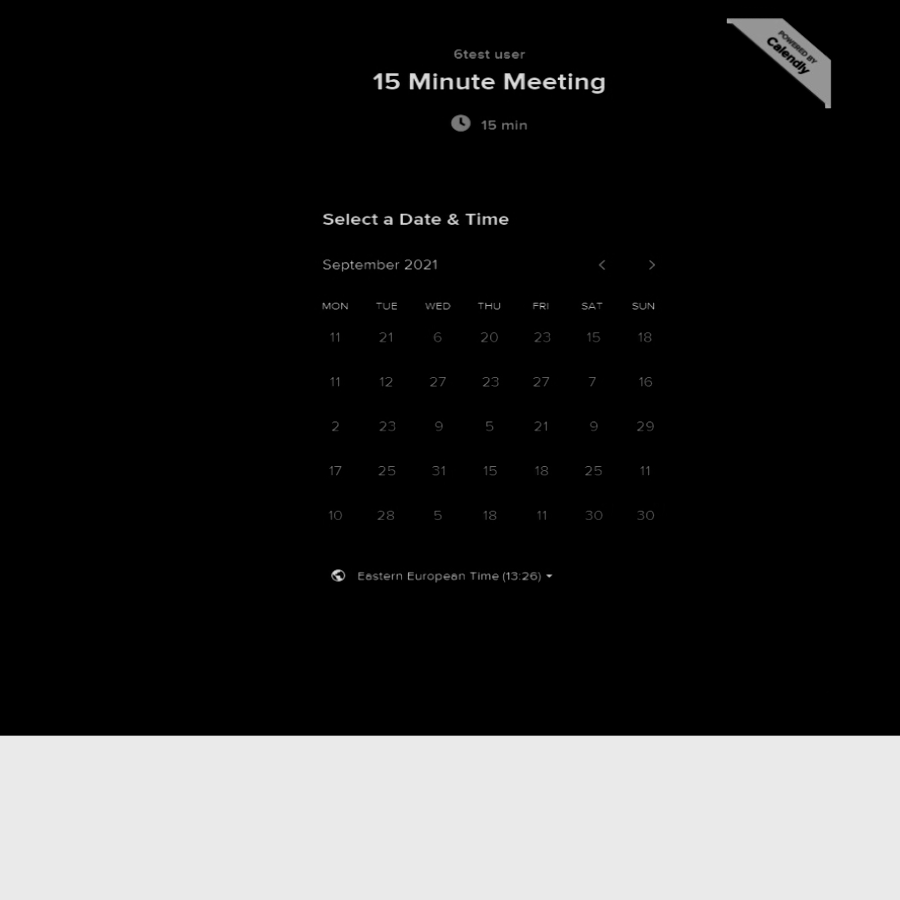 6test user
15 Minute Meeting
15 min
POWERED BY
Calendly
Select a Date & Time
September 2021
MON TUE WED THU FRI SAT SUN
11 21 6 20 23 15 18
11 12 27 23 27 7 16
2 23 9 5 21 9 29
17 25 31 15 18 25 11
10 28 5 18 11 30 30
Eastern European Time (13:26)